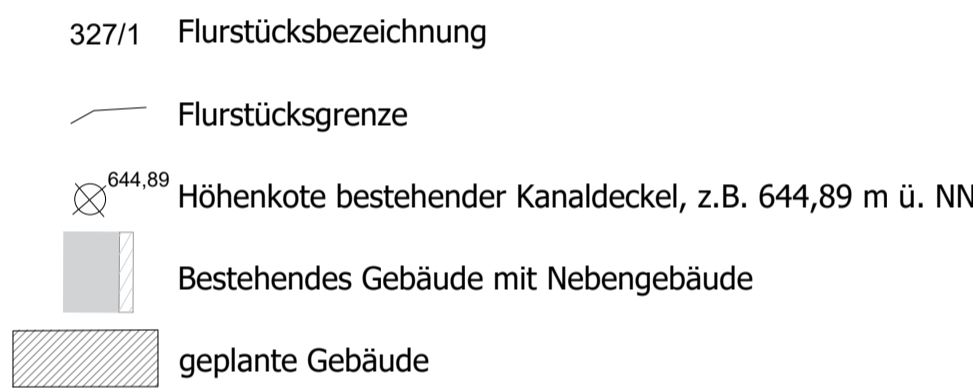 327/1 Flurstücksbezeichnung
Flurstücksgrenze
644,89 Höhenkote bestehender Kanaldeckel, z.B. 644,89 m ü. NN
Bestehendes Gebäude mit Nebengebäude
geplante Gebäude